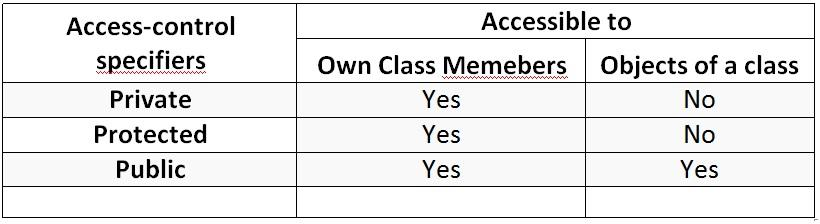 Access-control Accessible to
specifiers Own Class Memebers Objects of a class
Private Yes No
Protected Yes No
Public Yes Yes